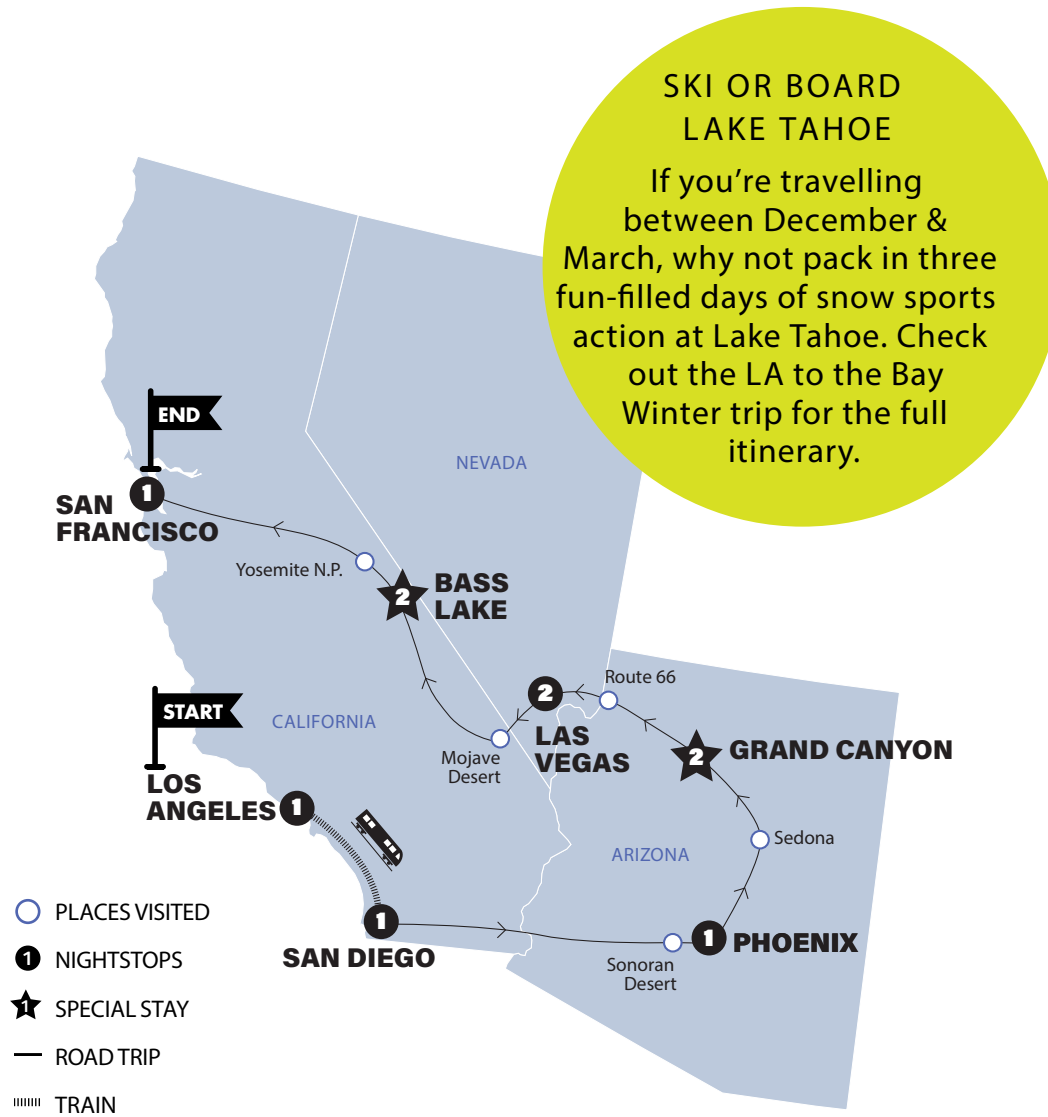 SKI OR BOARD
LAKE TAHOE
If you’re travelling
between December &
March, why not pack in three
fun-filled days of snow sports
action at Lake Tahoe. Check
out the LA to the Bay
Winter trip for the full
itinerary.
END
NEVADA
1
SAN
FRANCISCO
Yosemite N.P.
2
BASS
LAKE
START
CALIFORNIA
LOS
ANGELES
1
Mojave
Desert
2
LAS
VEGAS
Route 66
2
GRAND CANYON
Sedona
ARIZONA
1
SAN DIEGO
Sonoran
Desert
1
PHOENIX
PLACES VISITED
1 NIGHTSTOPS
1 SPECIAL STAY
ROAD TRIP
TRAIN